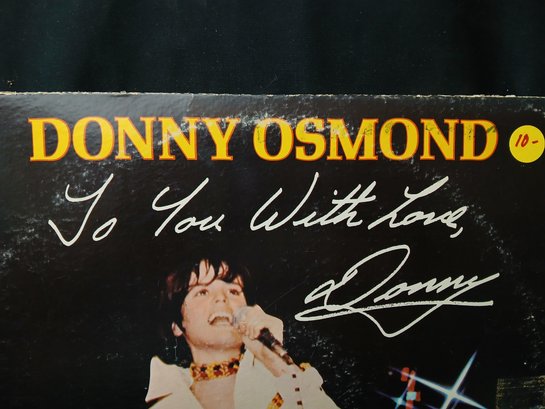 DONNY OSMOND
10-
To You With Love,
Donny